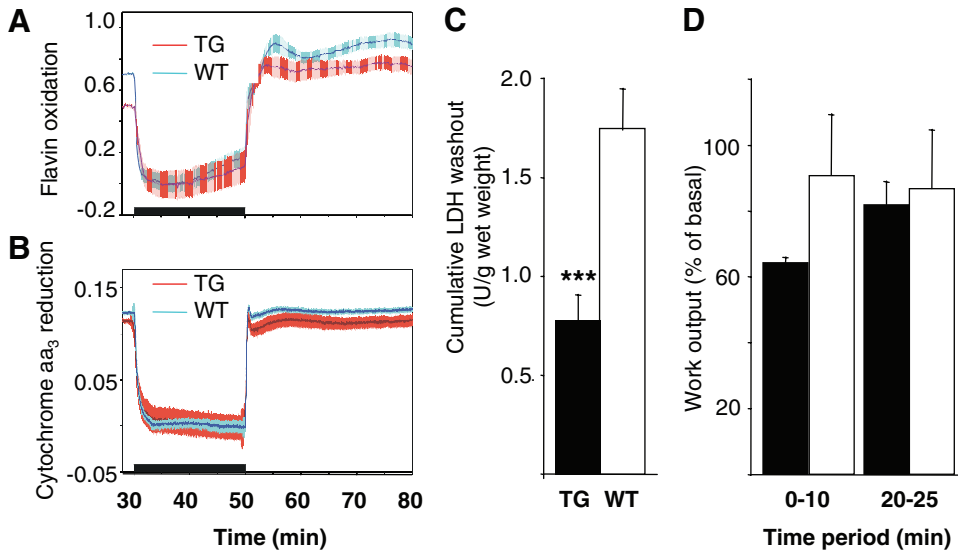 A
Flavin oxidation
1.0
0.6
0.2
-0.2
TG
WT
B
Cytochrome aa3 reduction
0.15
0.05
-0.05
TG
WT
30 40 50 60 70 80
Time (min)
C
Cumulative LDH washout
(U/g wet weight)
2.0
1.5
1.0
0.5.
***
TG WT
D
Work output (% of basal)
100
60
20
0-10 20-25
Time period (min)